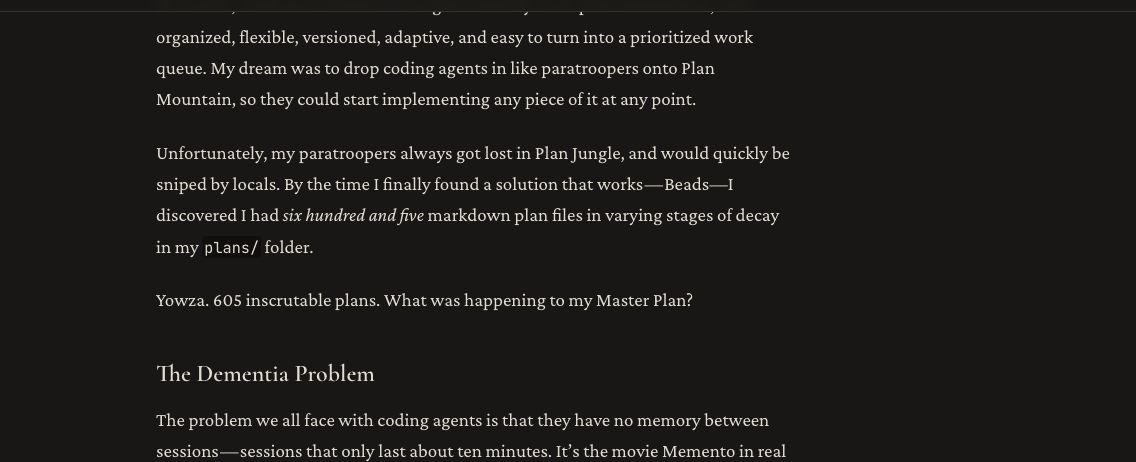 organized, flexible, versioned, adaptive, and easy to turn into a prioritized work
queue. My dream was to drop coding agents in like paratroopers onto Plan
Mountain, so they could start implementing any piece of it at any point.
Unfortunately, my paratroopers always got lost in Plan Jungle, and would quickly be
sniped by locals. By the time I finally found a solution that works—Beads—I
discovered I had six hundred and five markdown plan files in varying stages of decay
in my plans/ folder.
Yowza. 605 inscrutable plans. What was happening to my Master Plan?
The Dementia Problem
The problem we all face with coding agents is that they have no memory between
sessions—sessions that only last about ten minutes. It’s the movie Memento in real